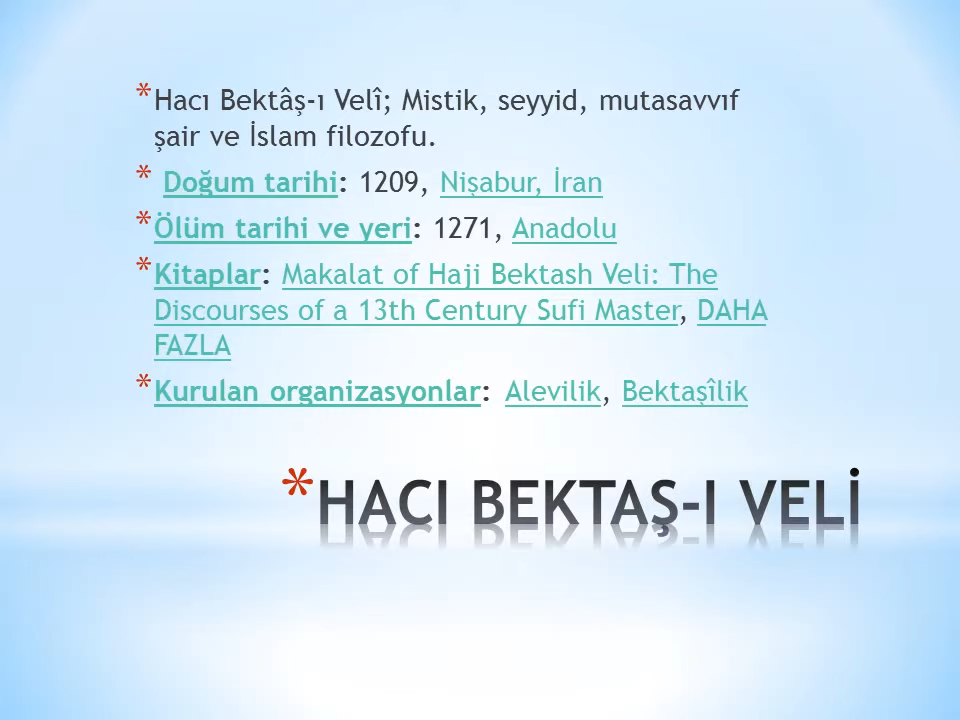 * Hacı Bektâş-ı Velî; Mistik, seyyid, mutasavvıf
şair ve İslam filozofu.
* Doğum tarihi: 1209, Nişabur, İran
* Ölüm tarihi ve yeri: 1271, Anadolu
* Kitaplar: Makalat of Haji Bektash Veli: The
Discourses of a 13th Century Sufi Master, DAHA
FAZLA
* Kurulan organizasyonlar: Alevilik, Bektaşîlik
* HACI BEKTAŞ-I VELİ